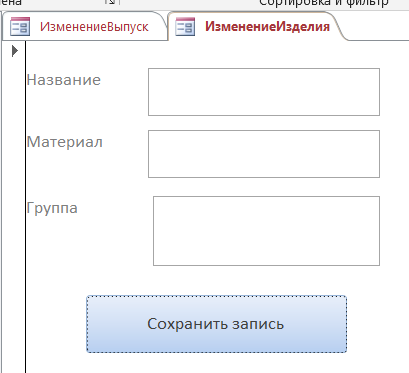 Сортировка и фильтр
ИзменениеВыпуск ИзменениеИзделия
Название
Материал
Группа
Сохранить запись